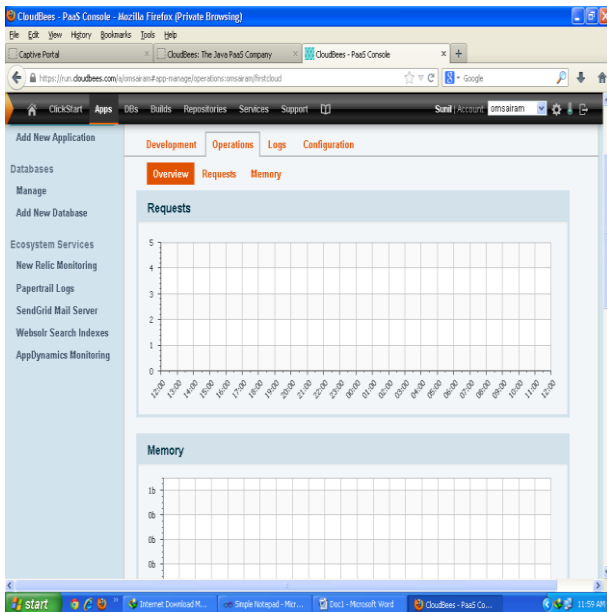 CloudBees - PaaS Console - Mozilla Firefox (Private Browsing)
File Edit View History Bookmarks Tools Help
Captive Portal × CloudBees: The Java PaaS Company × CloudBees - PaaS Console ×
https://run.cloudbees.com/a/omsairam#app-manage/operations:omsairam/firstcloud
Google
ClickStart Apps DBs Builds Repositories Services Support Sunil | Account omsairam
Add New Application
Databases
Manage
Add New Database
Ecosystem Services
New Relic Monitoring
Papertrail Logs
SendGrid Mail Server
Websolr Search Indexes
AppDynamics Monitoring
Development Operations Logs Configuration
Overview Requests Memory
Requests
5
4
3
2
1
0
12:00 13:00 14:00 15:00 16:00 17:00 18:00 19:00 20:00 21:00 22:00 23:00 00:00 01:00 02:00 03:00 04:00 05:00 06:00 07:00 08:00 09:00 10:00 11:00 12:00
Memory
1b
0b
0b
0b
start Internet Download M... Simple Notepad - Micr... Doc1 - Microsoft Word CloudBees - PaaS Co... 11:59 AM